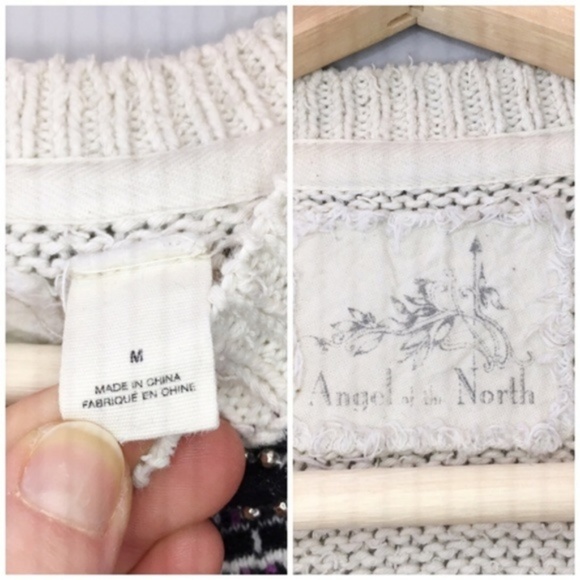 M
MADE IN CHINA
FABRIQUÉ EN CHINE
Angel of the North